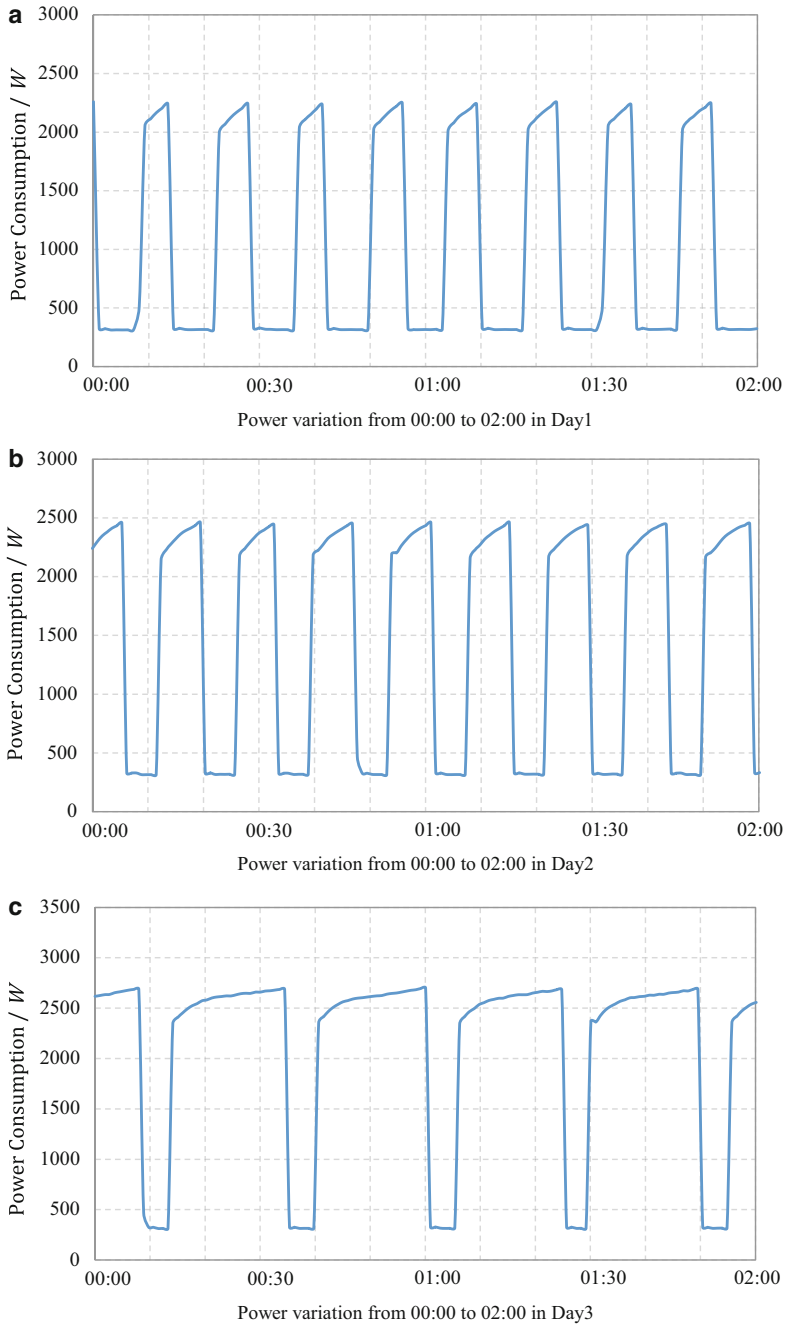 a
3000
2500
2000
1500
1000
500
0
Power Consumption / W
00:00 00:30 01:00 01:30 02:00
Power variation from 00:00 to 02:00 in Day1
b
3000
2500
2000
1500
1000
500
0
Power Consumption / W
00:00 00:30 01:00 01:30 02:00
Power variation from 00:00 to 02:00 in Day2
c
3500
3000
2500
2000
1500
1000
500
0
Power Consumption / W
00:00 00:30 01:00 01:30 02:00
Power variation from 00:00 to 02:00 in Day3